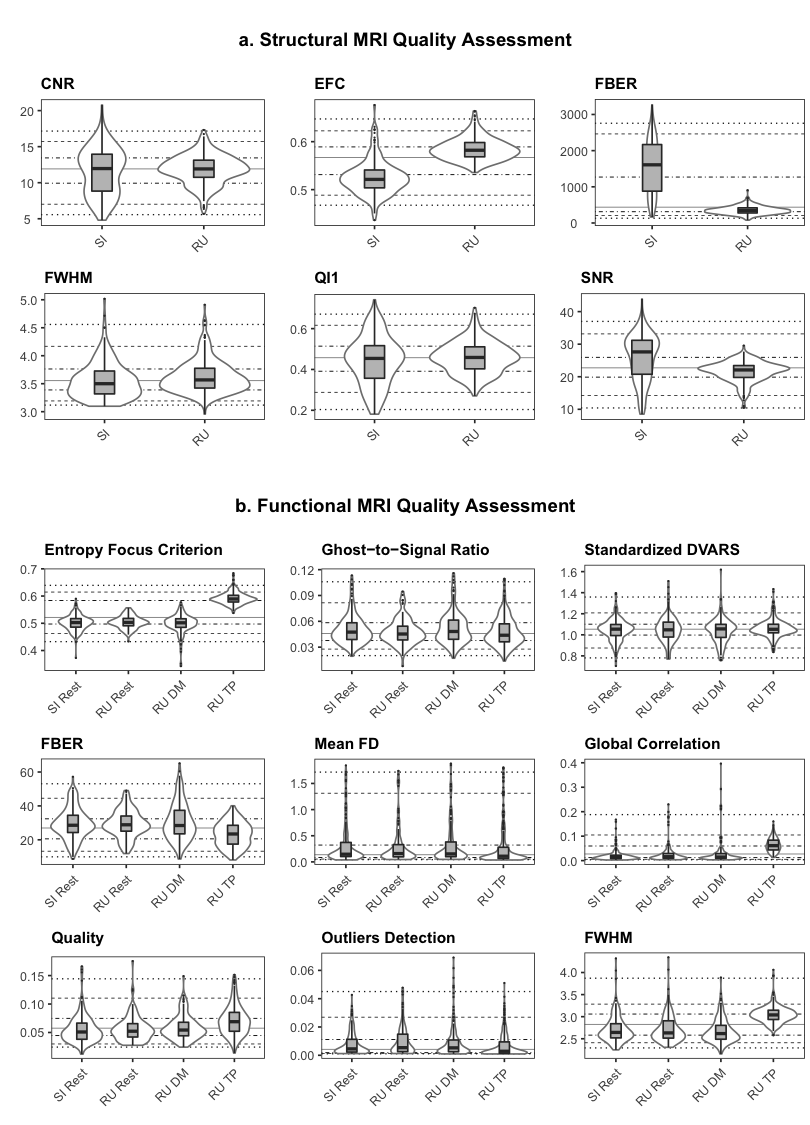 a. Structural MRI Quality Assessment
CNR EFC FBER
20
15
10
5
SI RU
0.6
0.5
SI RU
3000
2000
1000
0
SI RU
FWHM QI1 SNR
5.0
4.5
4.0
3.5
3.0
SI RU
0.6
0.4
0.2
SI RU
40
30
20
10
SI RU
b. Functional MRI Quality Assessment
Entropy Focus Criterion Ghost−to−Signal Ratio Standardized DVARS
0.7
0.6
0.5
0.4
SI Rest RU Rest RU DM RU TP
0.12
0.09
0.06
0.03
SI Rest RU Rest RU DM RU TP
1.6
1.4
1.2
1.0
0.8
SI Rest RU Rest RU DM RU TP
FBER Mean FD Global Correlation
60
40
20
SI Rest RU Rest RU DM RU TP
1.5
1.0
0.5
0.0
SI Rest RU Rest RU DM RU TP
0.4
0.3
0.2
0.1
0.0
SI Rest RU Rest RU DM RU TP
Quality Outliers Detection FWHM
0.15
0.10
0.05
SI Rest RU Rest RU DM RU TP
0.06
0.04
0.02
0.00
SI Rest RU Rest RU DM RU TP
4.0
3.5
3.0
2.5
SI Rest RU Rest RU DM RU TP